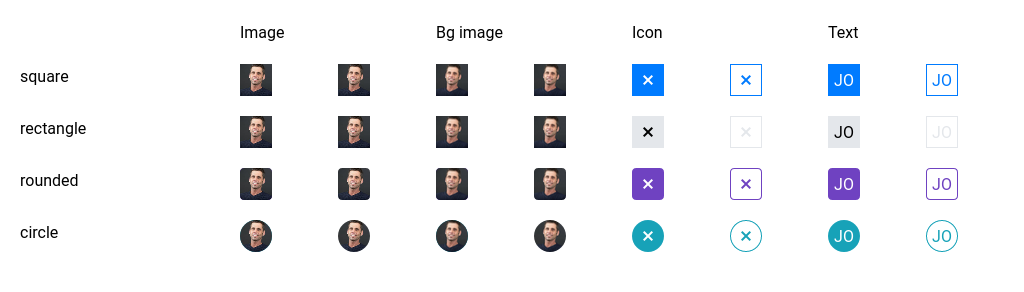 Image Bg image Icon Text
square × × JO JO
rectangle × × JO JO
rounded × × JO JO
circle × × JO JO